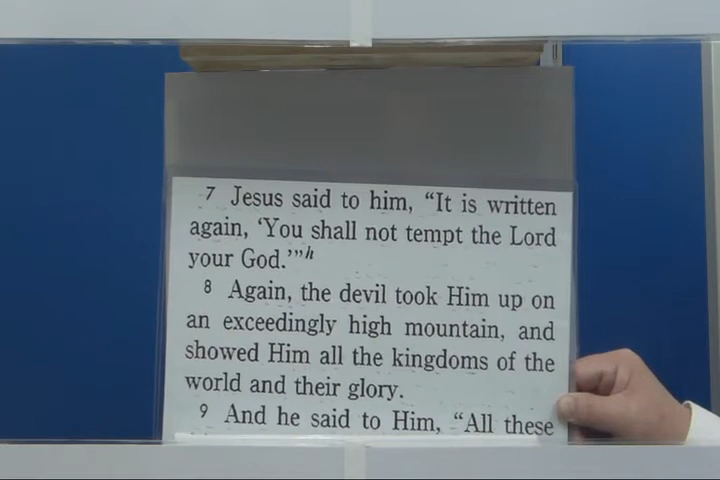 7 Jesus said to him, “It is written
again, ‘You shall not tempt the Lord
your God.’”h
8 Again, the devil took Him up on
an exceedingly high mountain, and
showed Him all the kingdoms of the
world and their glory.
9 And he said to Him, “All these